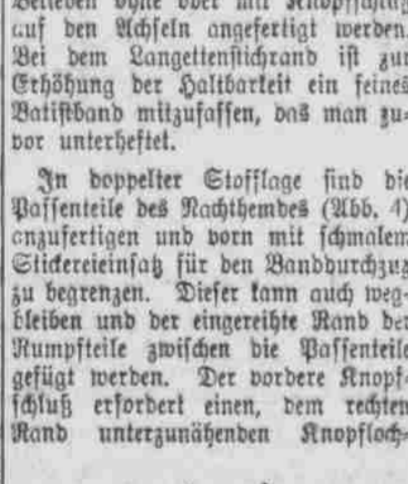 Belieben ohne oder mit Knopfschluß
auf den Achseln angefertigt werden.
Bei dem Langettenstichrand ist zur
Erhöhung der Haltbarkeit ein feines
Batistband mitzufassen, das man zu-
vor unterheftet.
In doppelter Stofflage sind die
Passenteile des Nachthemdes (Abb. 4)
anzufertigen und vorn mit schmalem
Stickereieinsatz für den Banddurchzug
zu begrenzen. Dieser kann auch weg-
bleiben und der eingereihte Rand der
Rumpfteile zwischen die Passenteile
gefügt werden. Der vordere Knopf-
schluß erfordert einen, dem rechten
Rand unterzunähenden Knopfloch-